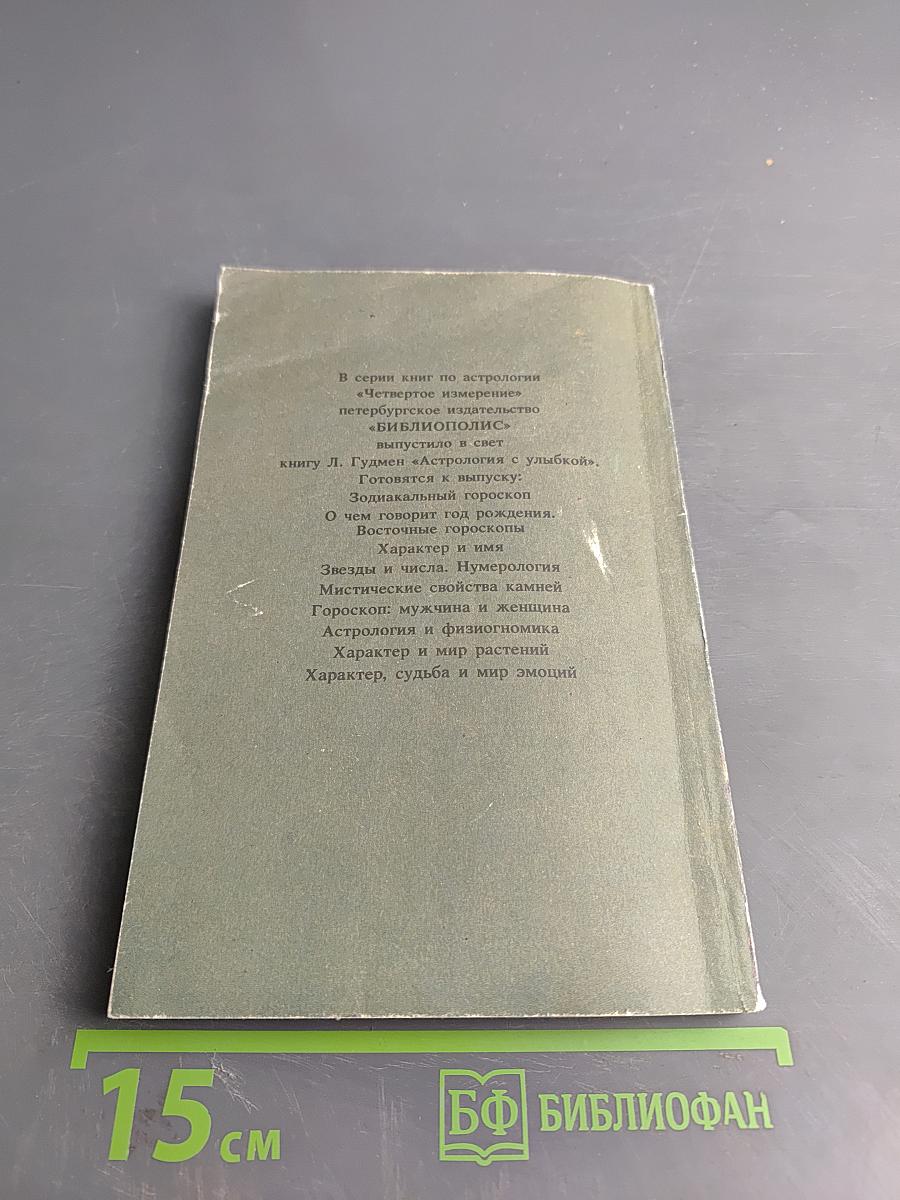 В серии книг по астрологии
«Четвертое измерение»
петербургское издательство
«БИБЛИОПОЛИС»
выпустило в свет
книгу Л. Гудмен «Астрология с улыбкой».
Готовятся к выпуску:
Зодиакальный гороскоп
О чем говорит год рождения.
Восточные гороскопы
Характер и имя
Звезды и числа. Нумерология
Мистические свойства камней
Гороскоп: мужчина и женщина
Астрология и физиогномика
Характер и мир растений
Характер, судьба и мир эмоций
15 см
БФ БИБЛИОФАН